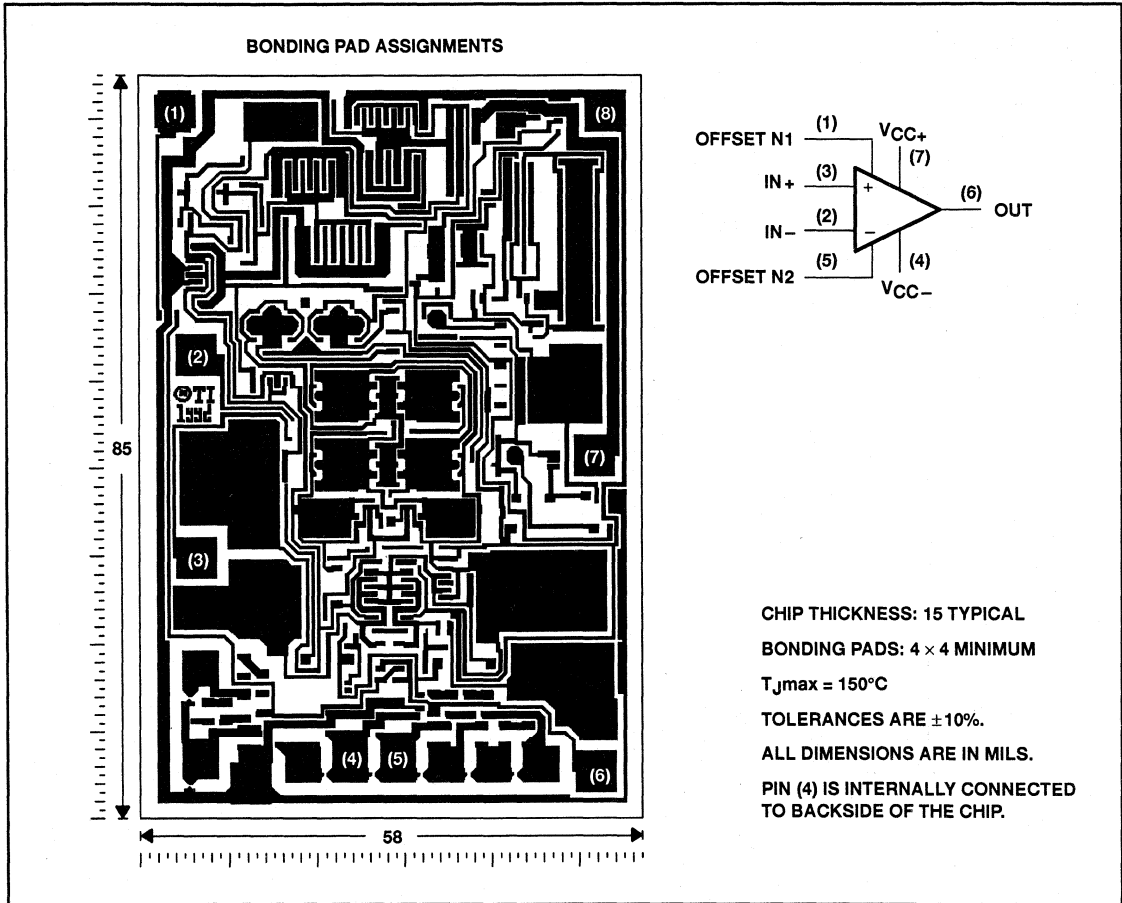 BONDING PAD ASSIGNMENTS
(1)
(8)
(2)
©TI
1992
(7)
(3)
(4)
(5)
(6)
85
58
OFFSET N1
(1)
VCC+
(7)
IN+
(3)
+
(6)
OUT
IN−
(2)
−
OFFSET N2
(5)
(4)
VCC−
CHIP THICKNESS: 15 TYPICAL
BONDING PADS: 4 × 4 MINIMUM
TJmax = 150°C
TOLERANCES ARE ±10%.
ALL DIMENSIONS ARE IN MILS.
PIN (4) IS INTERNALLY CONNECTED
TO BACKSIDE OF THE CHIP.